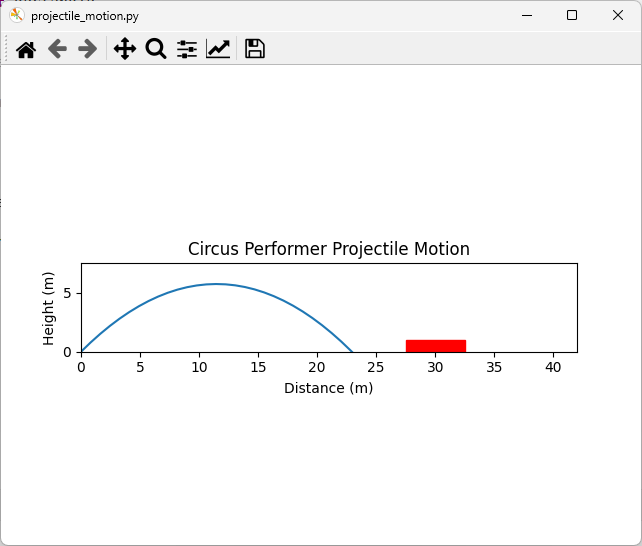 projectile_motion.py
Circus Performer Projectile Motion
Height (m)
5
0
0 5 10 15 20 25 30 35 40
Distance (m)